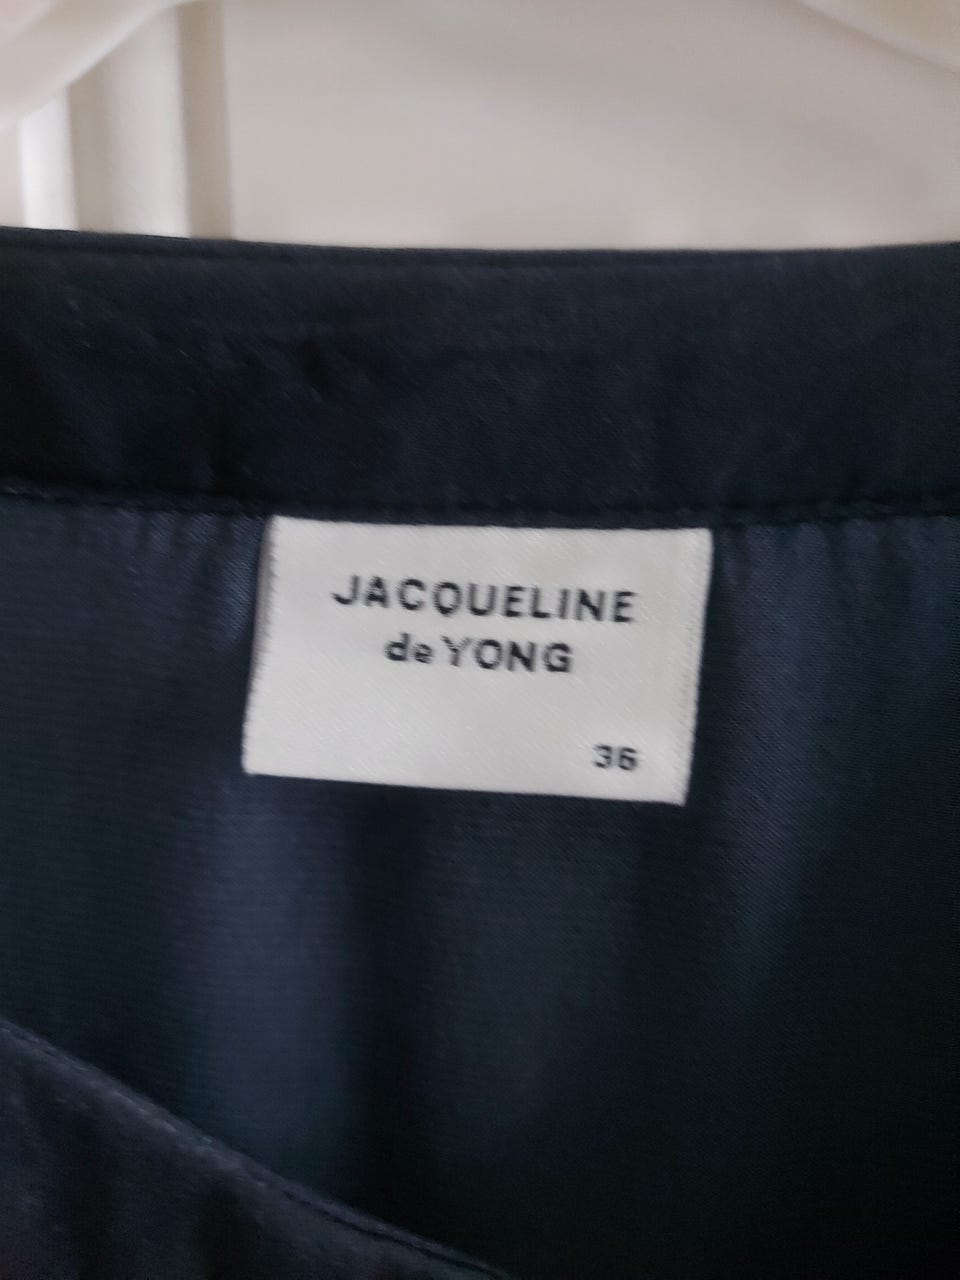 JACQUELINE
de YONG
36